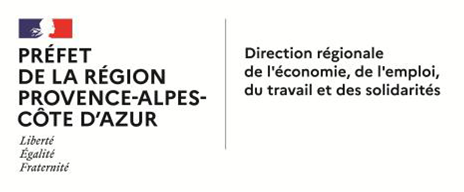 PRÉFET
DE LA RÉGION
PROVENCE-ALPES-
CÔTE D'AZUR
Liberté
Égalité
Fraternité
Direction régionale
de l'économie, de l'emploi,
du travail et des solidarités